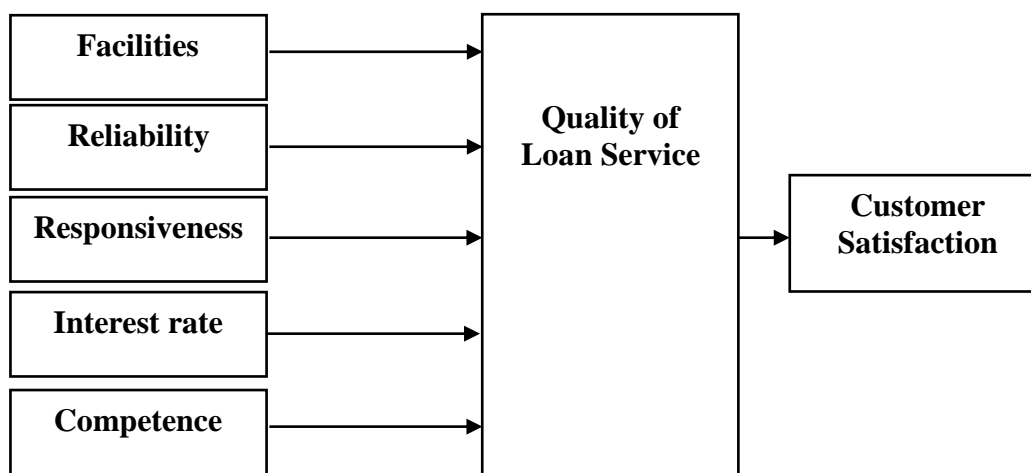 Facilities
Reliability
Responsiveness
Interest rate
Competence
Quality of
Loan Service
Customer
Satisfaction